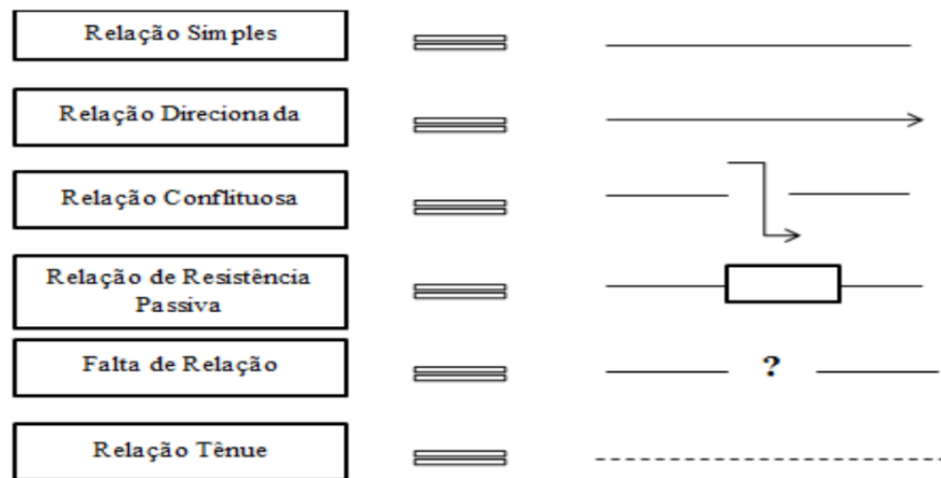 Relação Simples
Relação Direcionada
Relação Conflituosa
Relação de Resistência
Passiva
Falta de Relação
?
Relação Tênue